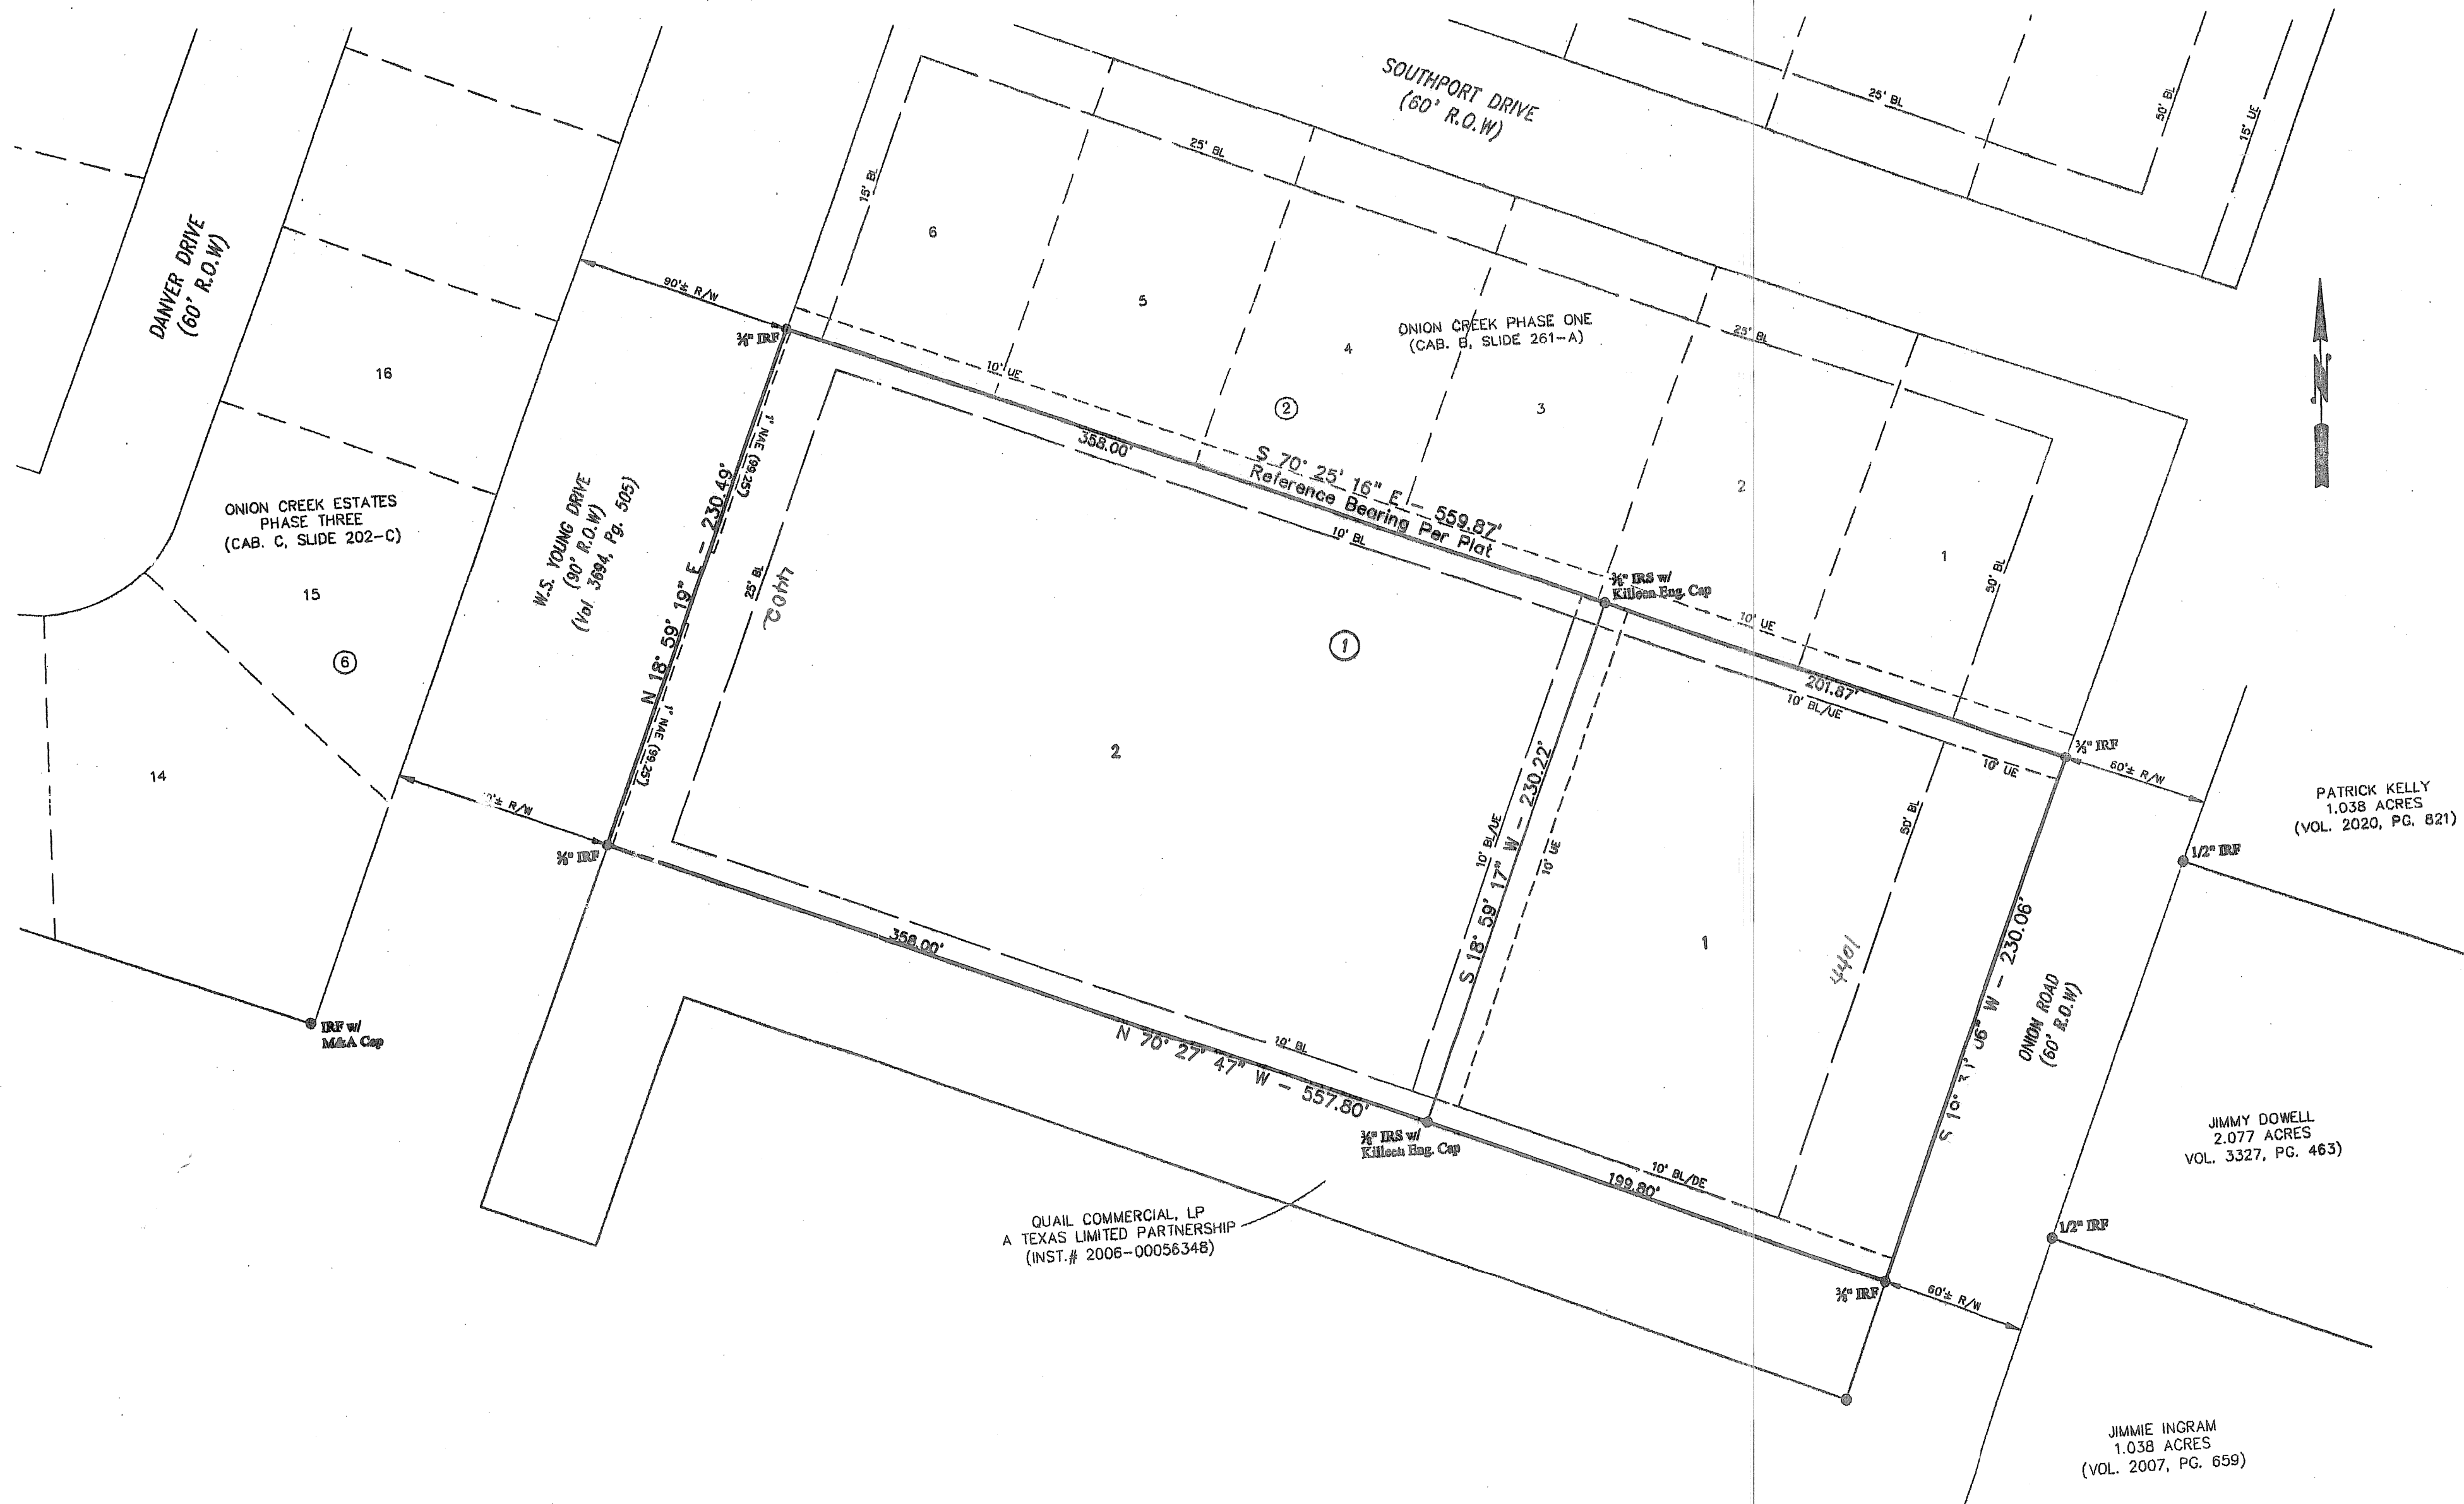 SOUTHPORT DRIVE
(60' R.O.W)
25' BL
50' BL
15' UE
25' BL
15' BL
DANVER DRIVE
(60' R.O.W)
6
5
4
3
2
1
90'± R/W
⅜" IRF
ONION CREEK PHASE ONE
(CAB. B, SLIDE 261-A)
25' BL
N
16
10' UE
②
358.00'
S 70° 25' 16" E - 559.87'
Reference Bearing Per Plat
10' BL
1' NAE (99.25')
ONION CREEK ESTATES
PHASE THREE
(CAB. C, SLIDE 202-C)
15
⑥
14
W.S. YOUNG DRIVE
(90' R.O.W)
(Vol. 3694, Pg. 505)
N 18° 59' 19" E - 230.49'
25' BL
4402
50' BL
⅜" IRS w/
Killeen Eng. Cap
10' UE
①
201.87'
10' BL/UE
10' UE
⅜" IRF
60'± R/W
PATRICK KELLY
1.038 ACRES
(VOL. 2020, PG. 821)
1' NAE (99.25')
2
S 18° 59' 17" W - 230.22'
10' BL/UE
10' UE
50' BL
0'± R/W
⅜" IRF
1/2" IRF
358.00'
1
4401
230.06'
ONION ROAD
(60' R.O.W)
IRF w/
M&A Cap
N 70° 27' 47" W - 557.80'
10' BL
⅜" IRS w/
Killeen Eng. Cap
10' BL/DE
199.80'
JIMMY DOWELL
2.077 ACRES
VOL. 3327, PG. 463)
QUAIL COMMERCIAL, LP
A TEXAS LIMITED PARTNERSHIP
(INST.# 2006-00056348)
1/2" IRF
⅜" IRF
60'± R/W
JIMMIE INGRAM
1.038 ACRES
(VOL. 2007, PG. 659)